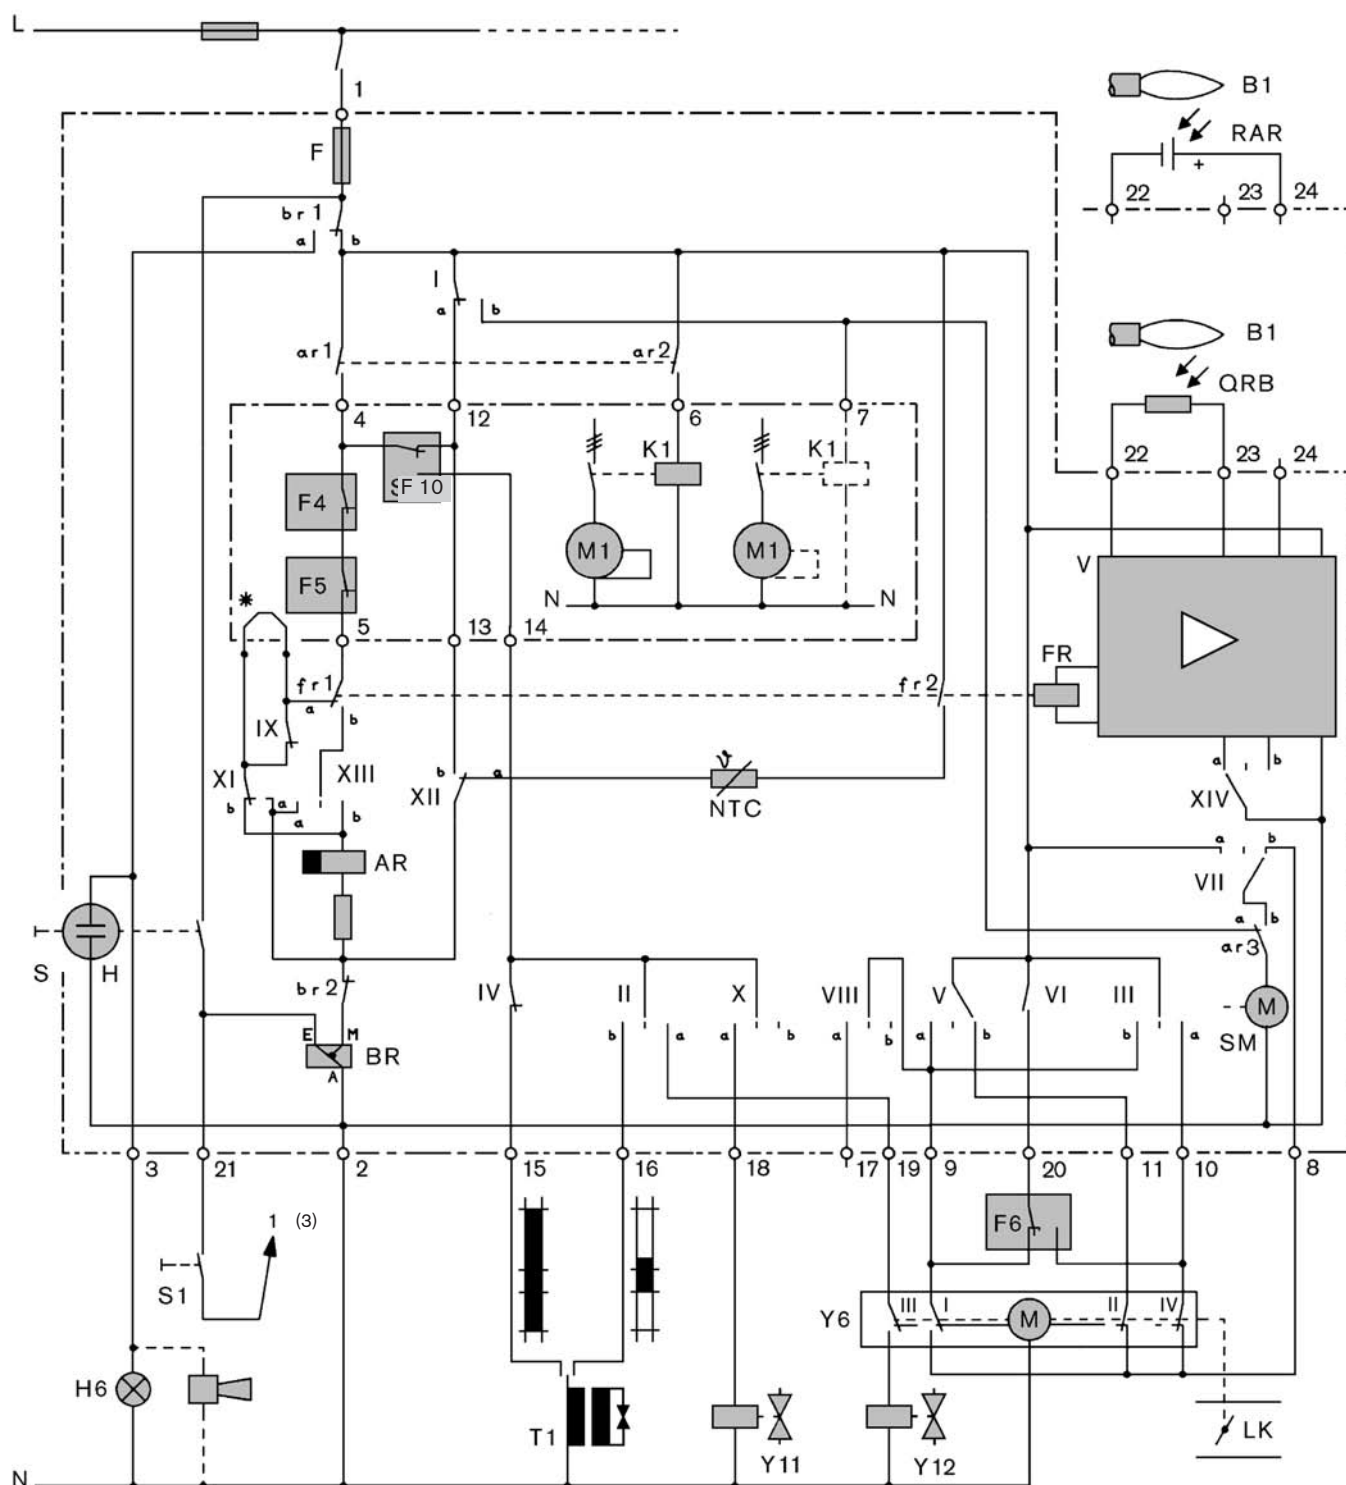 L
1
B1
F
RAR
+
22 23 24
br1
a b
I
a b
B1
ar1 ar2
QRB
4 12 6 7
22 23 24
K1 K1
F 10
F4
M1 M1
V
F5
*
N N
5 13 14
FR
fr1 fr2
a
b
IX
a b
ϑ
XI XIII b a
XII NTC XIV
b a a b
a b
AR
VII
a b
S H
ar3
br2 IV II X VIII V VI III M
E M b a a b a b a b b a SM
BR
A
3 21 2 15 16 18 17 19 9 20 11 10 8
1 (3)
F6
S1
III I II IV
Y6 M
H6
T1 LK
Y11 Y12
N